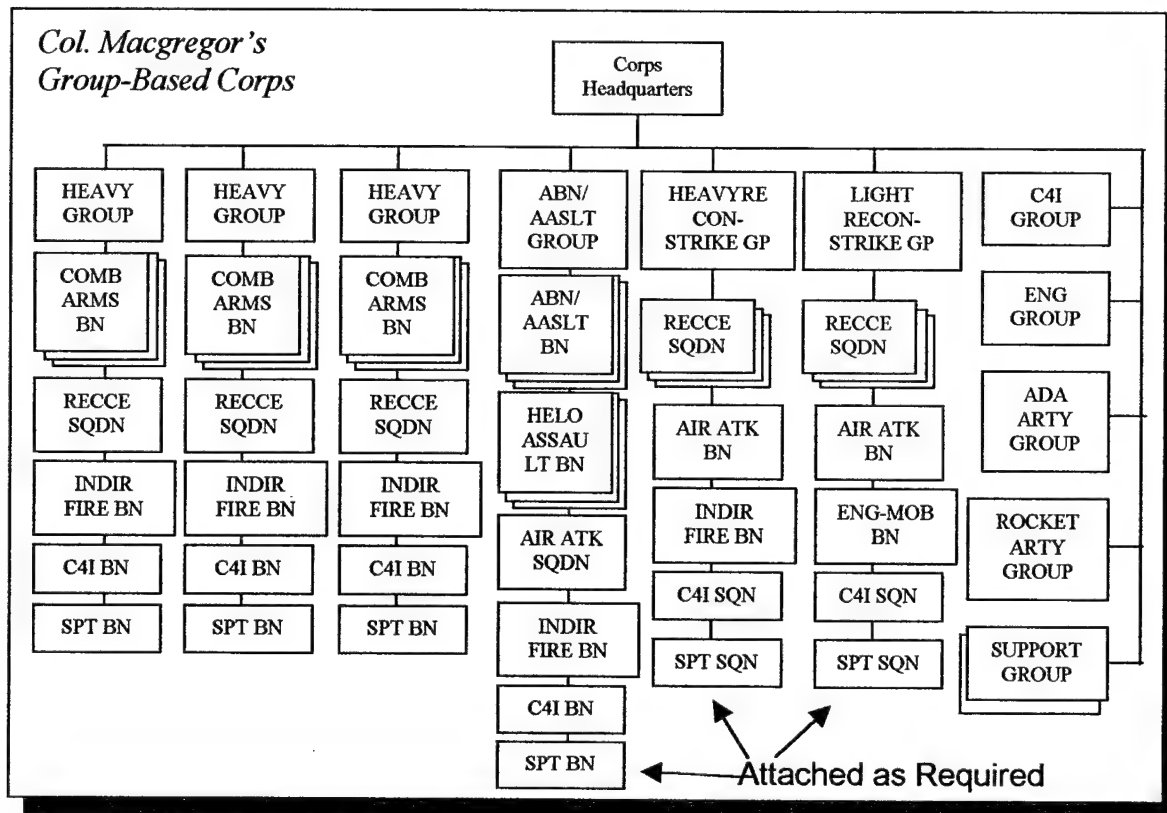 Col. Macgregor's
Group-Based Corps
Corps
Headquarters
HEAVY
GROUP
COMB
ARMS
BN
RECCE
SQDN
INDIR
FIRE BN
C4I BN
SPT BN
HEAVY
GROUP
COMB
ARMS
BN
RECCE
SQDN
INDIR
FIRE BN
C4I BN
SPT BN
HEAVY
GROUP
COMB
ARMS
BN
RECCE
SQDN
INDIR
FIRE BN
C4I BN
SPT BN
ABN/
AASLT
GROUP
ABN/
AASLT
BN
HELO
ASSAU
LT BN
AIR ATK
SQDN
INDIR
FIRE BN
C4I BN
SPT BN
HEAVYRE
CON-
STRIKE GP
RECCE
SQDN
AIR ATK
BN
INDIR
FIRE BN
C4I SQN
SPT SQN
LIGHT
RECON-
STRIKE GP
RECCE
SQDN
AIR ATK
BN
ENG-MOB
BN
C4I SQN
SPT SQN
C4I
GROUP
ENG
GROUP
ADA
ARTY
GROUP
ROCKET
ARTY
GROUP
SUPPORT
GROUP
Attached as Required